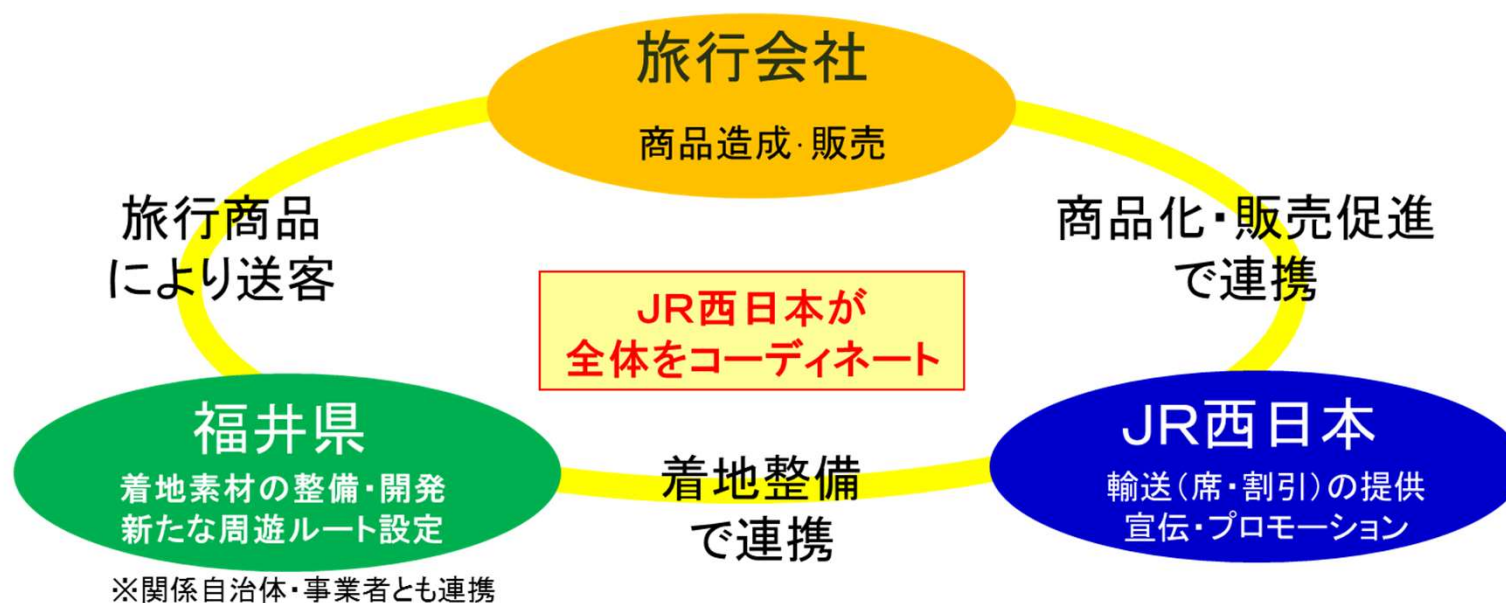 旅行会社
商品造成・販売
旅行商品
により送客
商品化・販売促進
で連携
JR西日本が
全体をコーディネート
福井県
着地素材の整備・開発
新たな周遊ルート設定
※関係自治体・事業者とも連携
着地整備
で連携
JR西日本
輸送(席・割引)の提供
宣伝・プロモーション